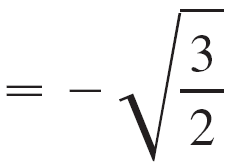 = −√(3/2)